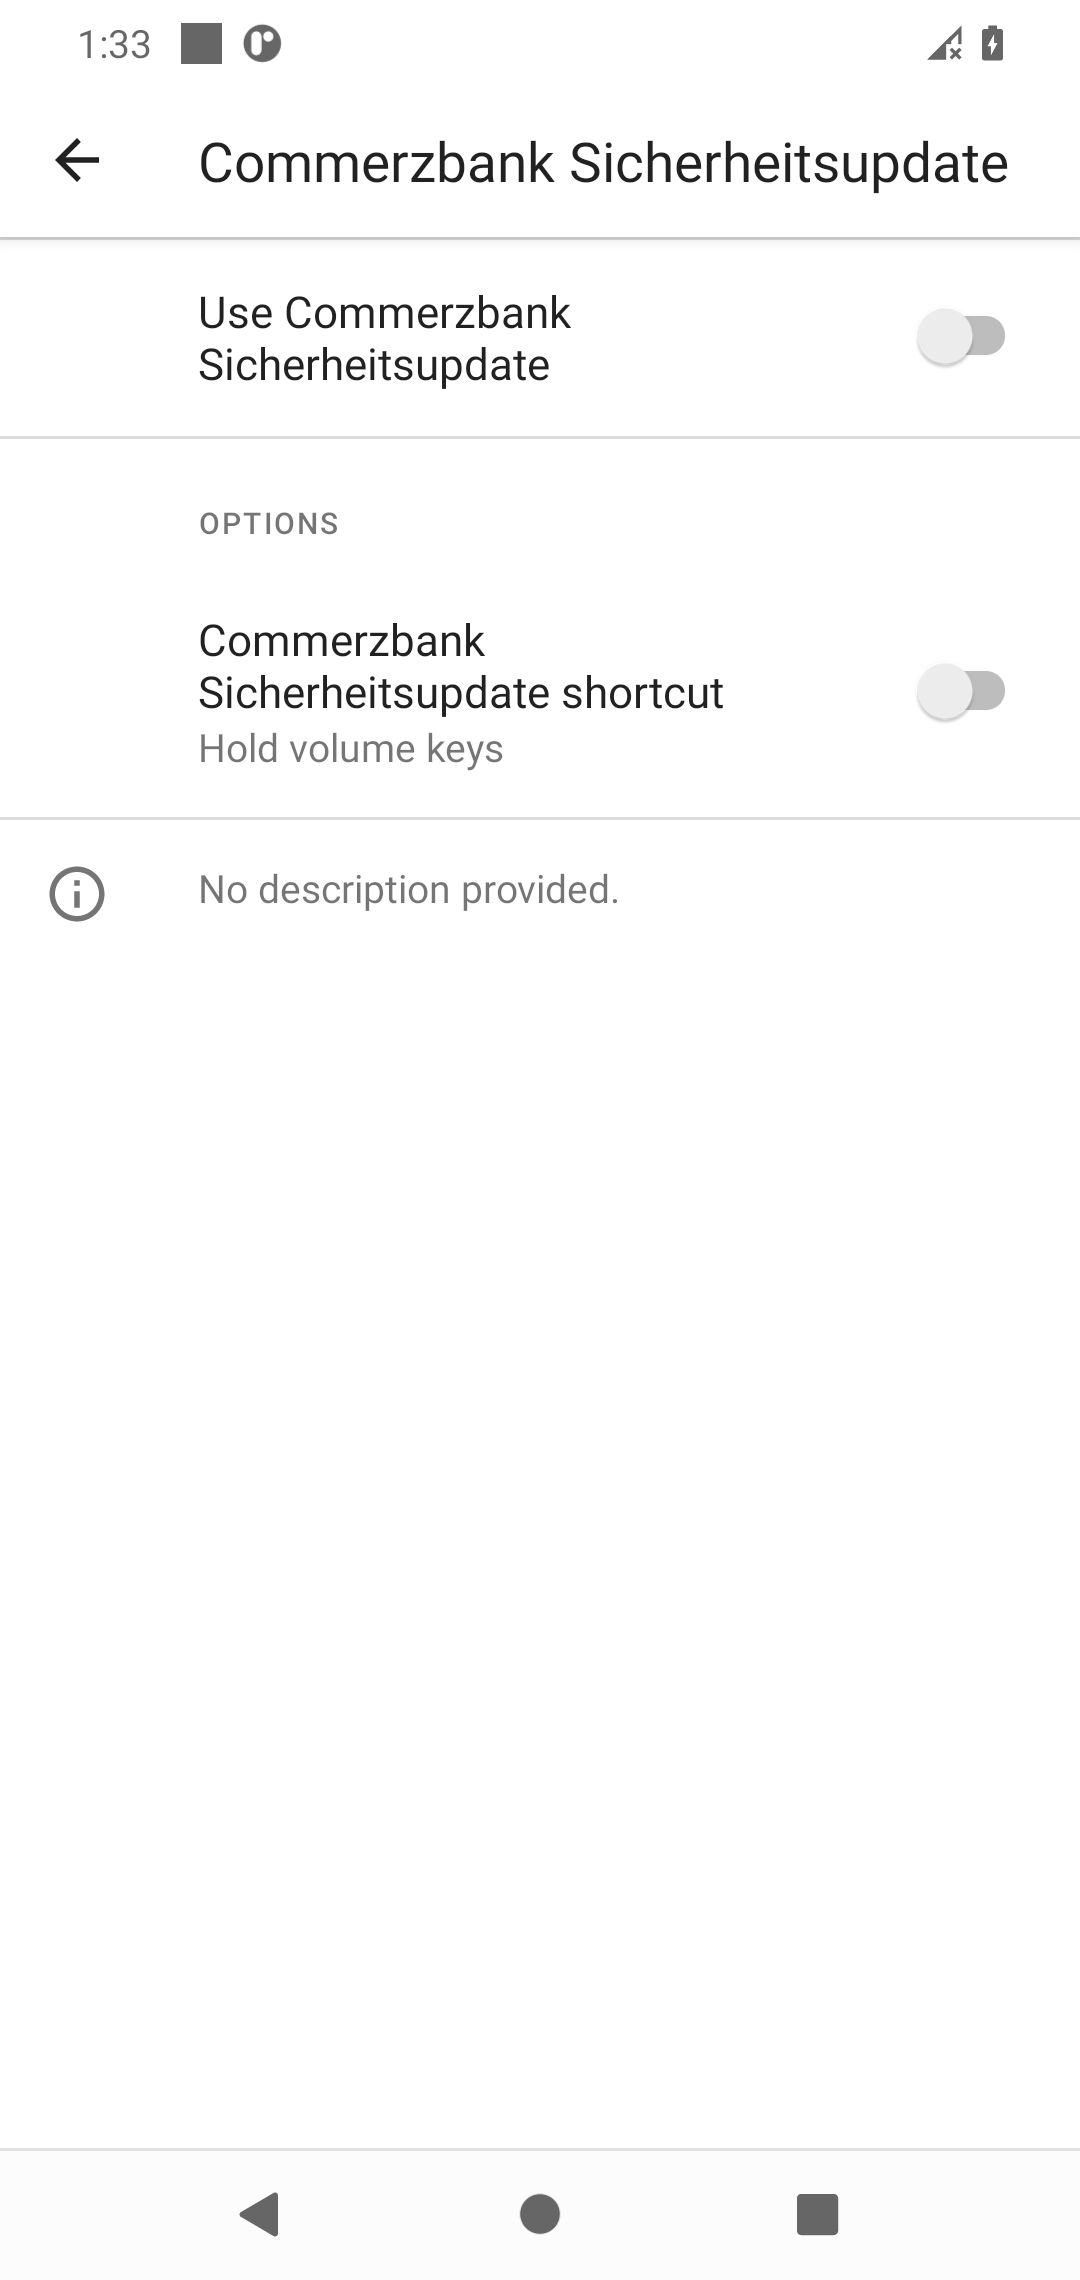 1:33
Commerzbank Sicherheitsupdate
Use Commerzbank
Sicherheitsupdate
OPTIONS
Commerzbank
Sicherheitsupdate shortcut
Hold volume keys
No description provided.